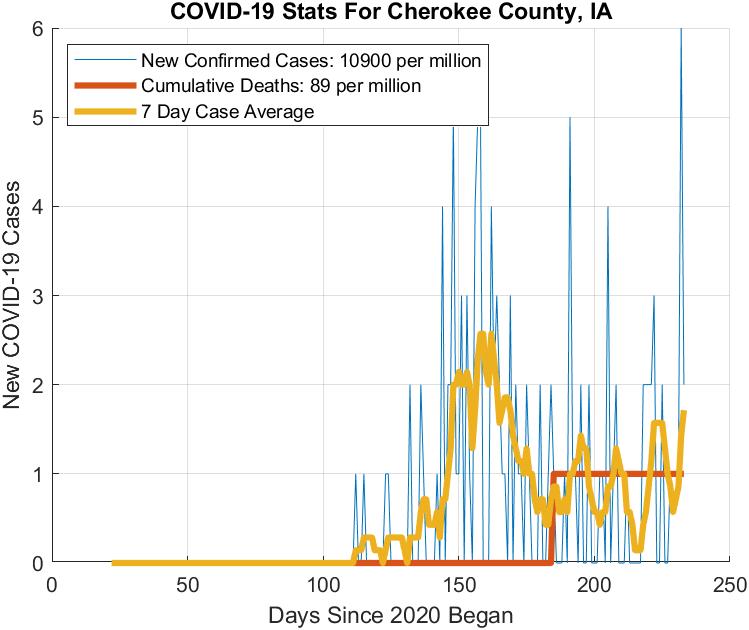 COVID-19 Stats For Cherokee County, IA
New Confirmed Cases: 10900 per million
Cumulative Deaths: 89 per million
7 Day Case Average
New COVID-19 Cases
6
5
4
3
2
1
0
0 50 100 150 200 250
Days Since 2020 Began